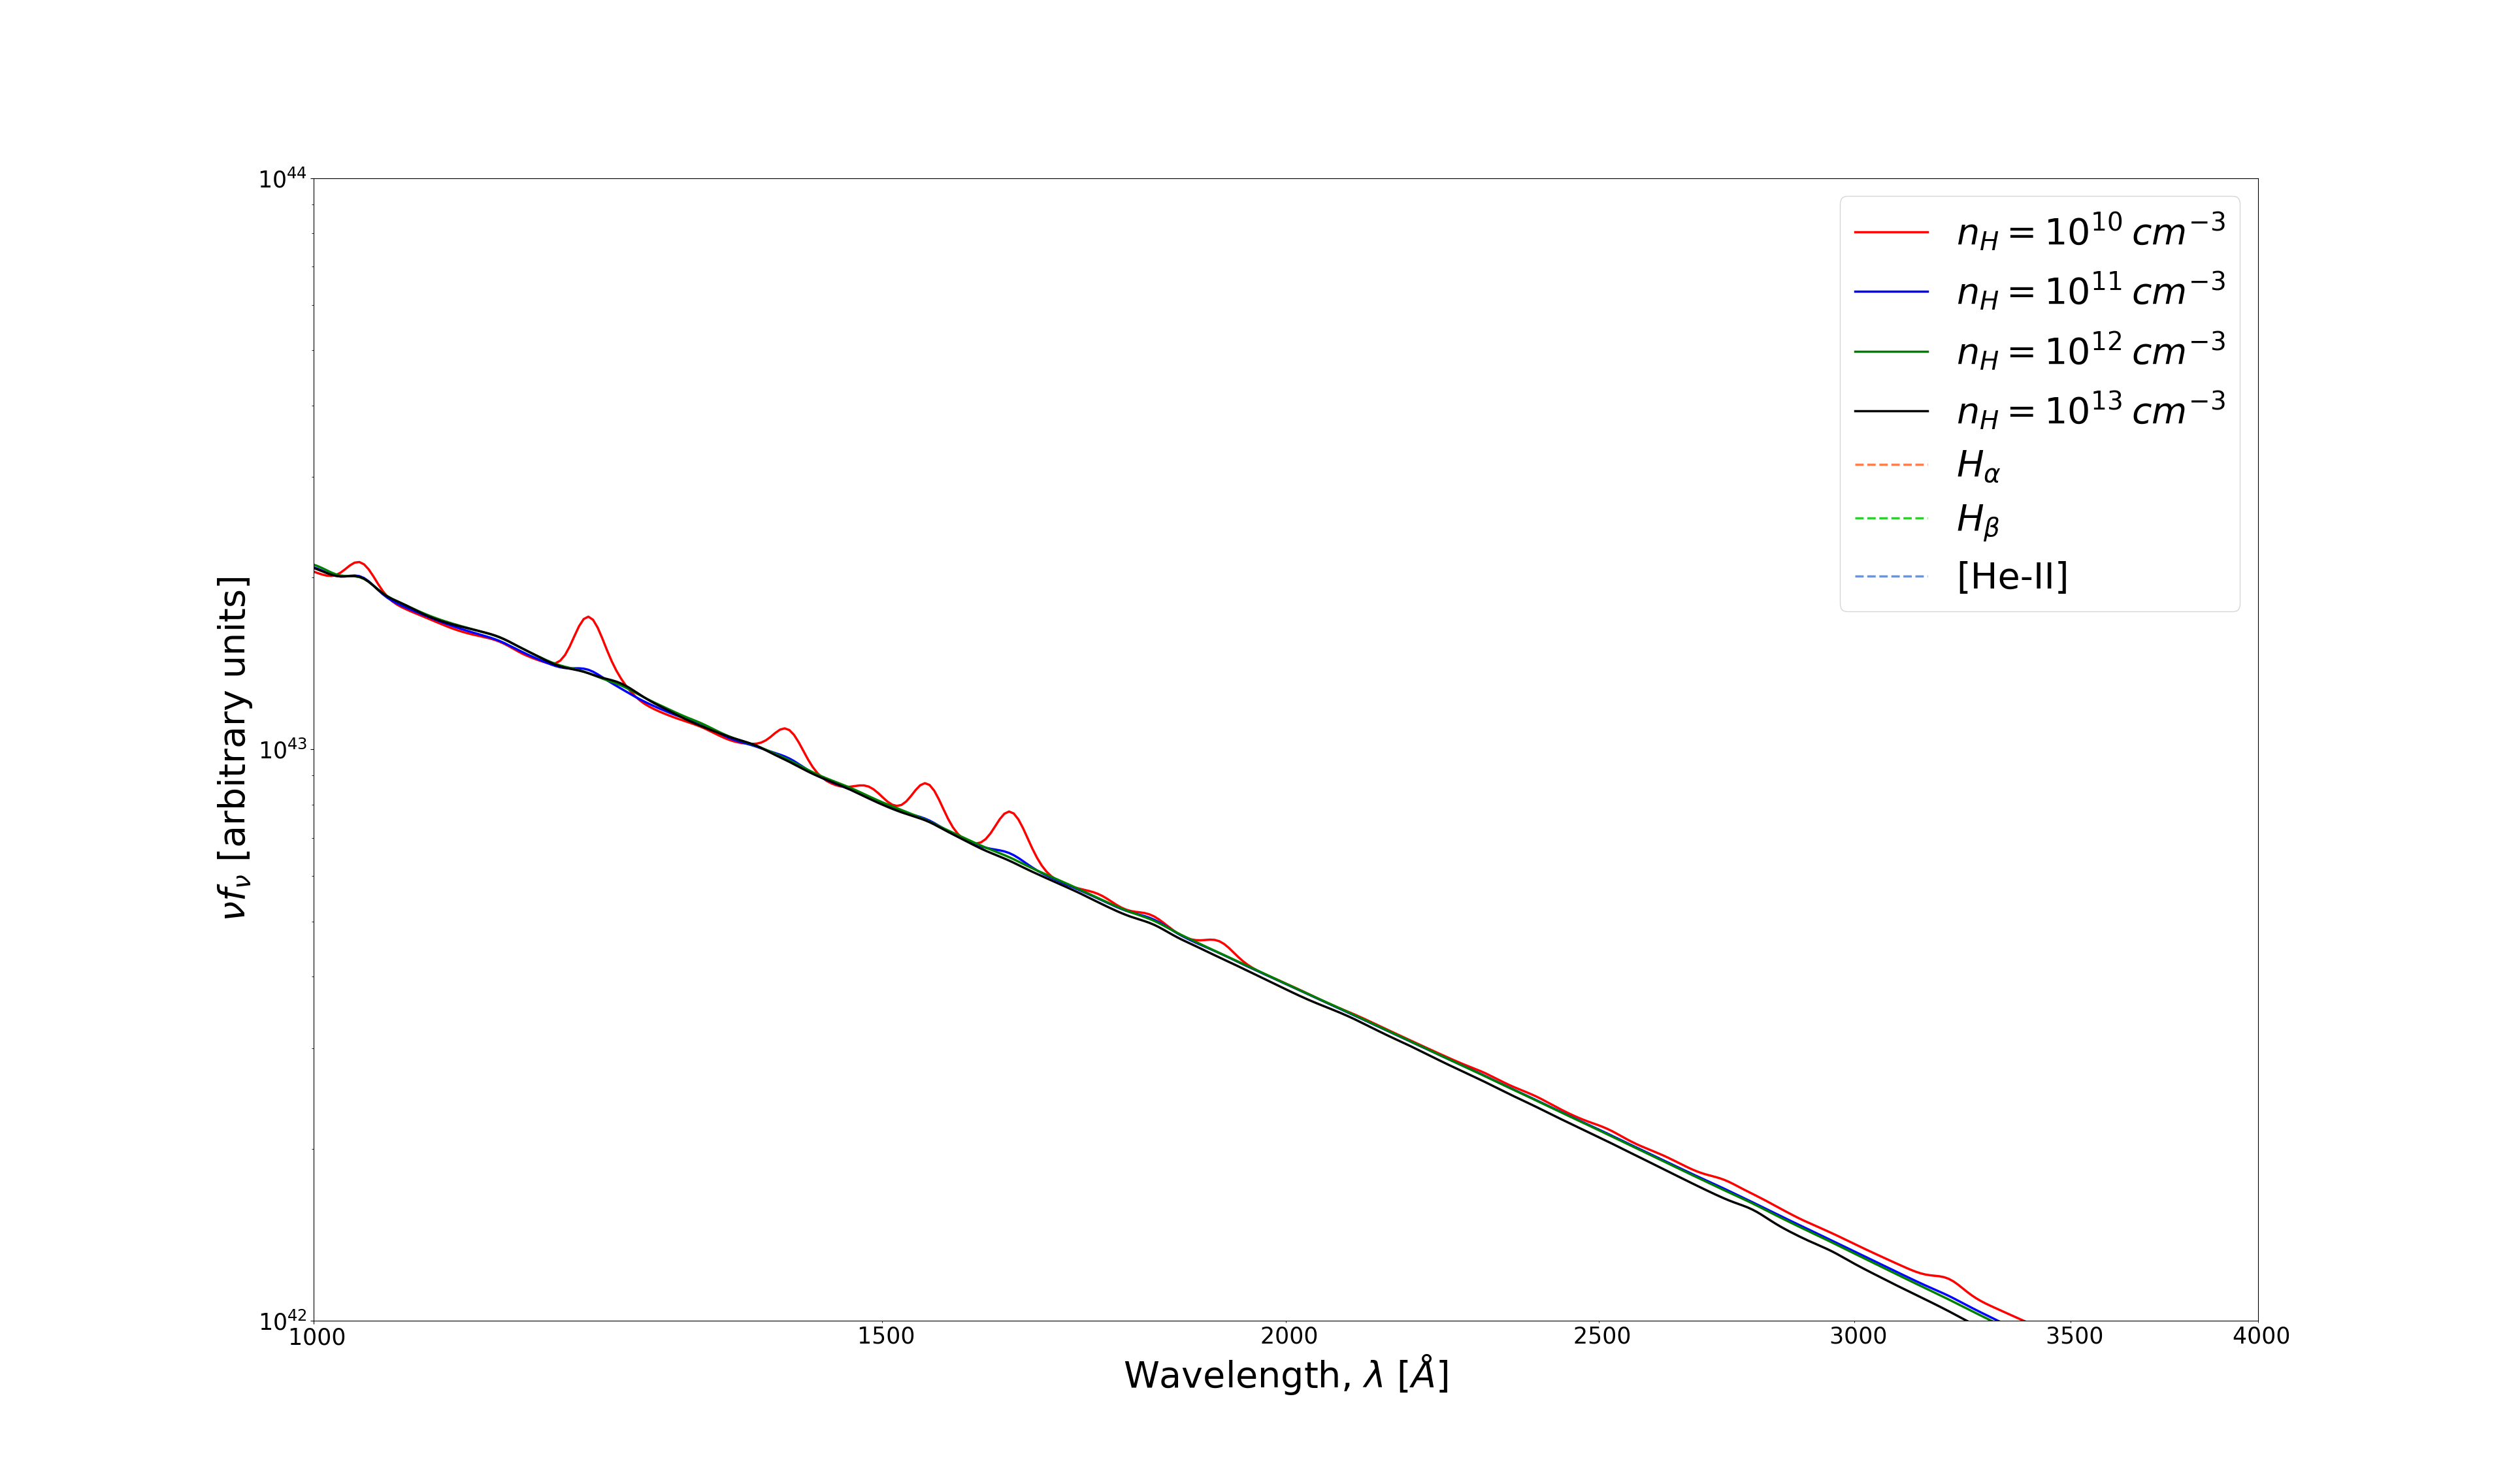 10^44
10^43
10^42
νf_ν [arbitrary units]
n_H = 10^10 cm^−3
n_H = 10^11 cm^−3
n_H = 10^12 cm^−3
n_H = 10^13 cm^−3
H_α
H_β
[He-II]
1000 1500 2000 2500 3000 3500 4000
Wavelength, λ [Å]